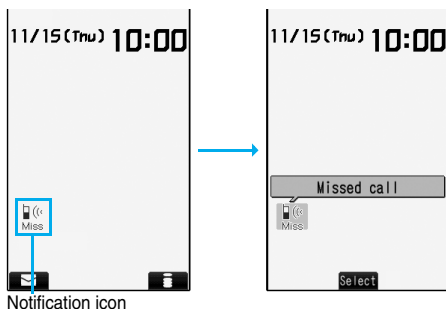 11/15(Thu) 10:00
Miss
Notification icon
11/15(Thu) 10:00
Missed call
Miss
Select